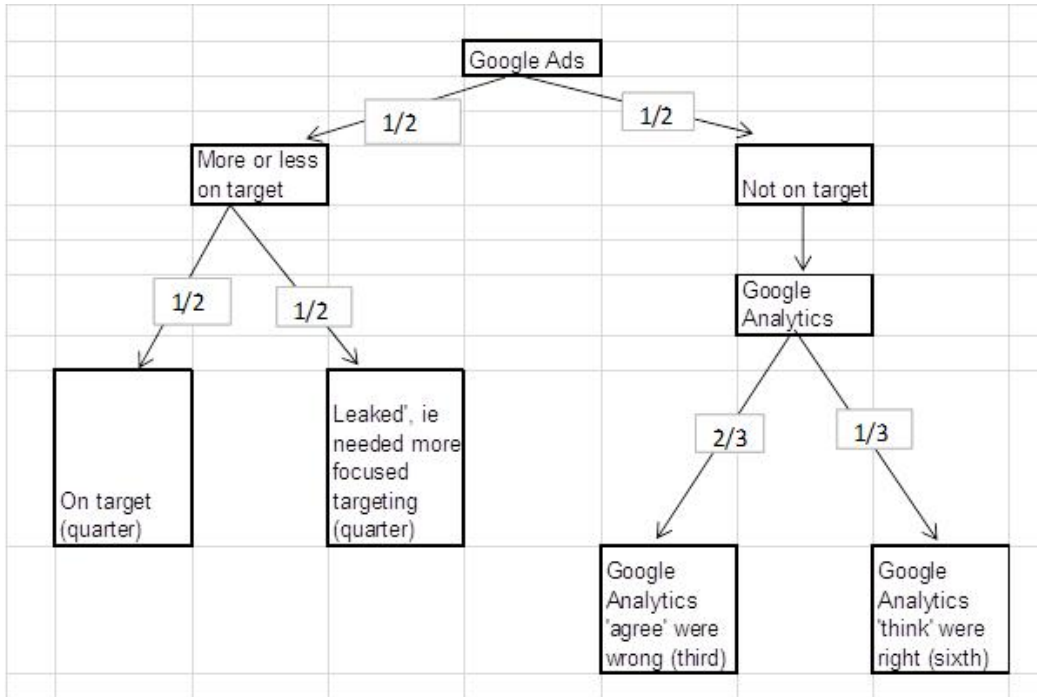 Google Ads
1/2
1/2
More or less
on target
Not on target
1/2
1/2
Google
Analytics
2/3
1/3
On target
(quarter)
Leaked', ie
needed more
focused
targeting
(quarter)
Google
Analytics
'agree' were
wrong (third)
Google
Analytics
'think' were
right (sixth)